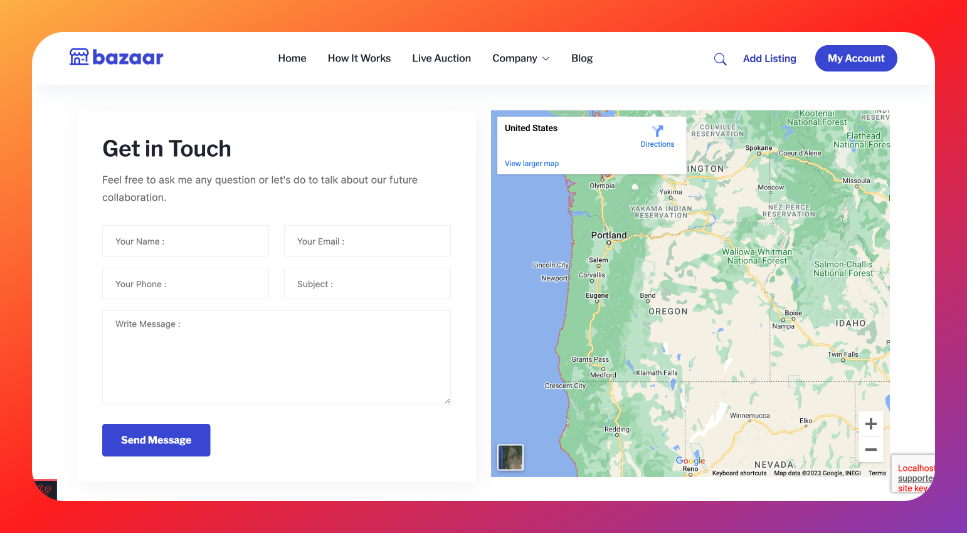 bazaar
Home
How It Works
Live Auction
Company
Blog
Add Listing
My Account
Get in Touch
Feel free to ask me any question or let's do to talk about our future
collaboration.
Your Name :
Your Email :
Your Phone :
Subject :
Write Message :
Send Message
United States
Directions
View larger map
Kootenai
National Forest
COLVILLE
RESERVATION
Flathead
National Fores
Spokane
Coeur d'Alene
INGTON
Olympia
Yakima
Moscow
Missoula
YAKAMA INDIAN
RESERVATION
NEZ PERCE
RESERVATION
Portland
Wallowa-Whitman
National Forest
Salem
Lincoln City
Salmon-Challis
National Forest
Newport
Corvallis
Eugene
Bend
OREGON
Boise
Nampa
IDAHO
Twin Falls
Grants Pass
Medford
Klamath Falls
Crescent City
Winnemucca
Elko
Redding
Reno
NEVADA
Google
Keyboard shortcuts
Map data ©2023 Google, INEGI
Terms
Localhost
supporte
site key